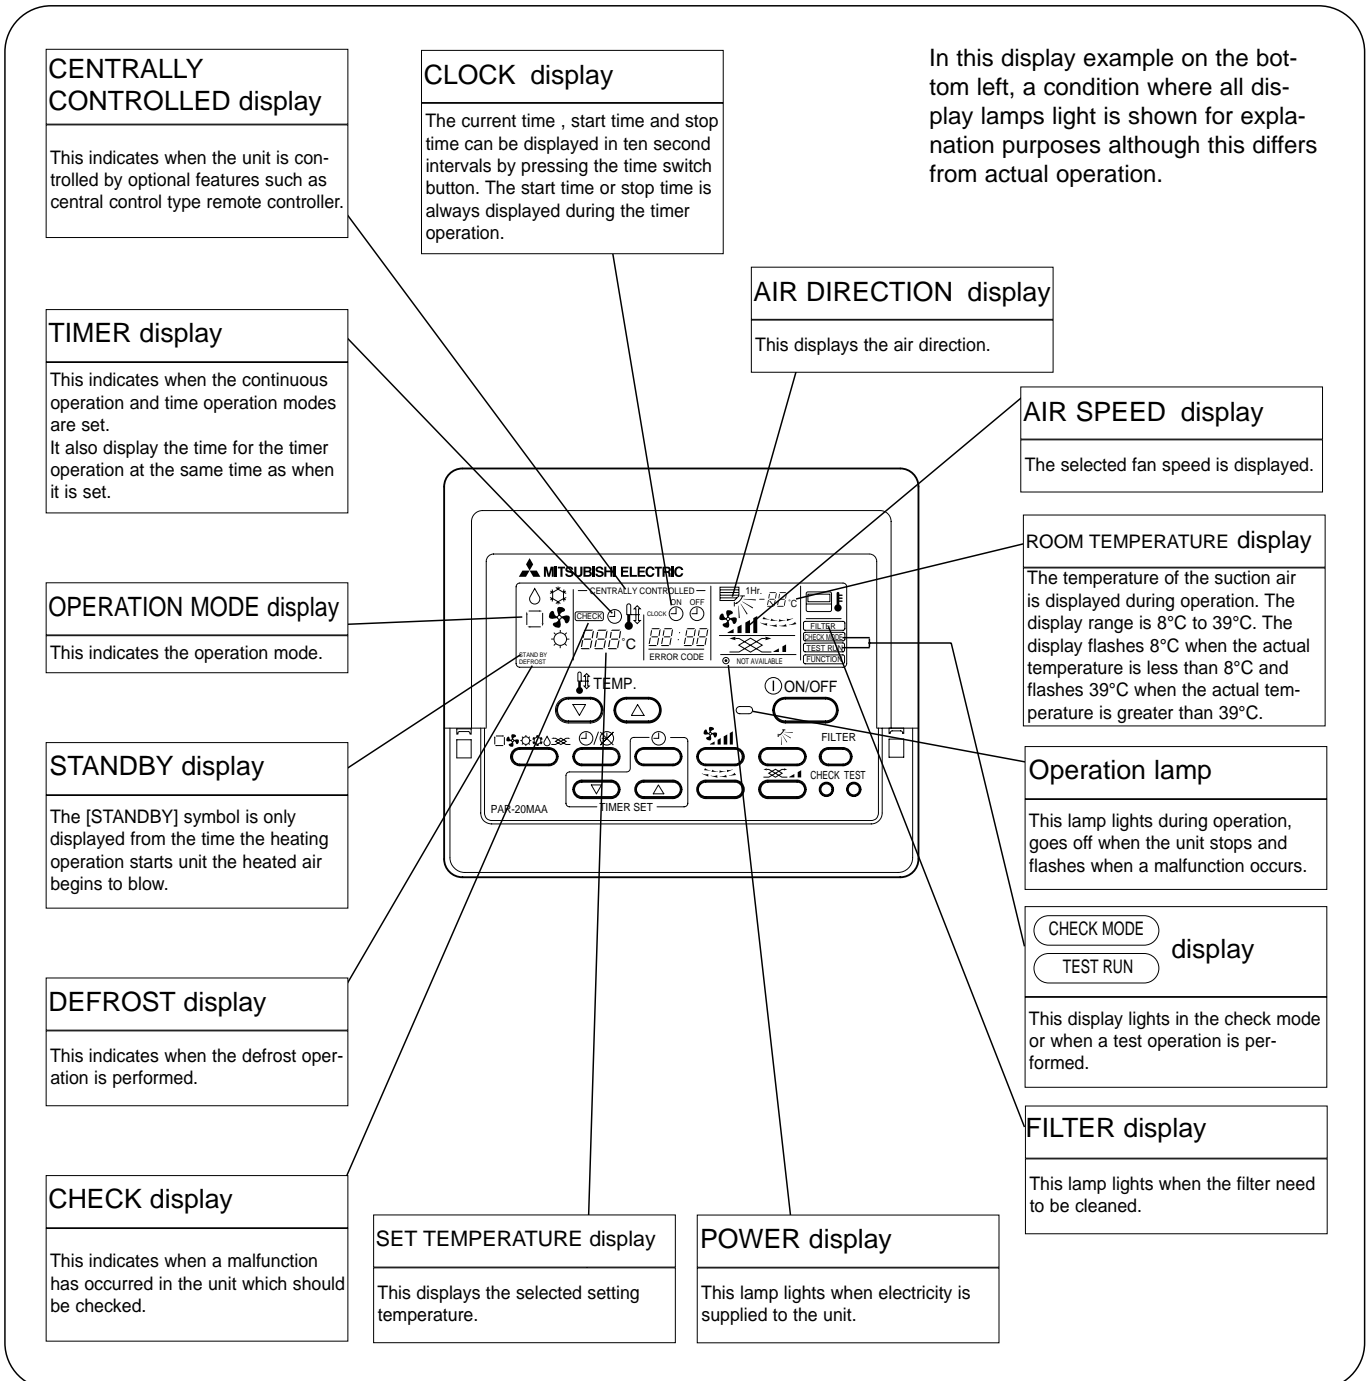 CENTRALLY
CONTROLLED display
This indicates when the unit is con-
trolled by optional features such as
central control type remote controller.
CLOCK display
The current time , start time and stop
time can be displayed in ten second
intervals by pressing the time switch
button. The start time or stop time is
always displayed during the timer
operation.
In this display example on the bot-
tom left, a condition where all dis-
play lamps light is shown for expla-
nation purposes although this differs
from actual operation.
AIR DIRECTION display
This displays the air direction.
TIMER display
This indicates when the continuous
operation and time operation modes
are set.
It also display the time for the timer
operation at the same time as when
it is set.
AIR SPEED display
The selected fan speed is displayed.
ROOM TEMPERATURE display
The temperature of the suction air
is displayed during operation. The
display range is 8°C to 39°C. The
display flashes 8°C when the actual
temperature is less than 8°C and
flashes 39°C when the actual tem-
perature is greater than 39°C.
OPERATION MODE display
This indicates the operation mode.
MITSUBISHI ELECTRIC
CENTRALLY CONTROLLED
ON OFF
CLOCK
CHECK
888°C
88:88
ERROR CODE
STAND BY
DEFROST
1Hr.
-88°C
NOT AVAILABLE
FILTER
CHECK MODE
TEST RUN
FUNCTION
TEMP.
ON/OFF
FILTER
CHECK TEST
PAR-20MAA
TIMER SET
STANDBY display
The [STANDBY] symbol is only
displayed from the time the heating
operation starts unit the heated air
begins to blow.
Operation lamp
This lamp lights during operation,
goes off when the unit stops and
flashes when a malfunction occurs.
CHECK MODE
TEST RUN
display
This display lights in the check mode
or when a test operation is per-
formed.
DEFROST display
This indicates when the defrost oper-
ation is performed.
FILTER display
This lamp lights when the filter need
to be cleaned.
CHECK display
This indicates when a malfunction
has occurred in the unit which should
be checked.
SET TEMPERATURE display
This displays the selected setting
temperature.
POWER display
This lamp lights when electricity is
supplied to the unit.